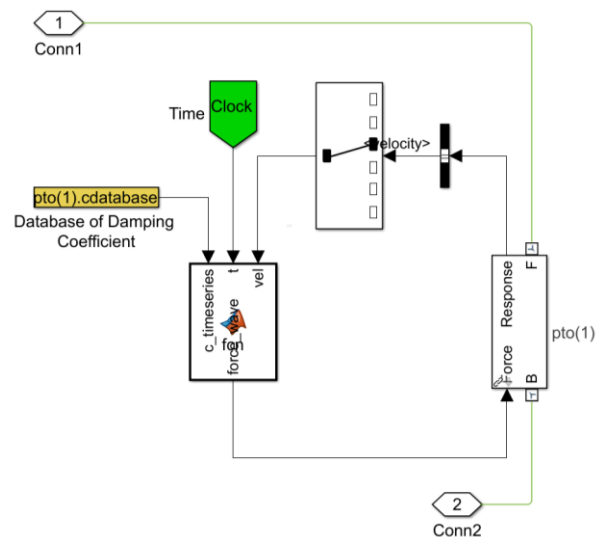 1
Conn1
Time
Clock
<velocity>
pto(1).cdatabase
Database of Damping
Coefficient
c_timeseries
t
vel
force_wave
fcn
Response
F
Force
B
pto(1)
2
Conn2